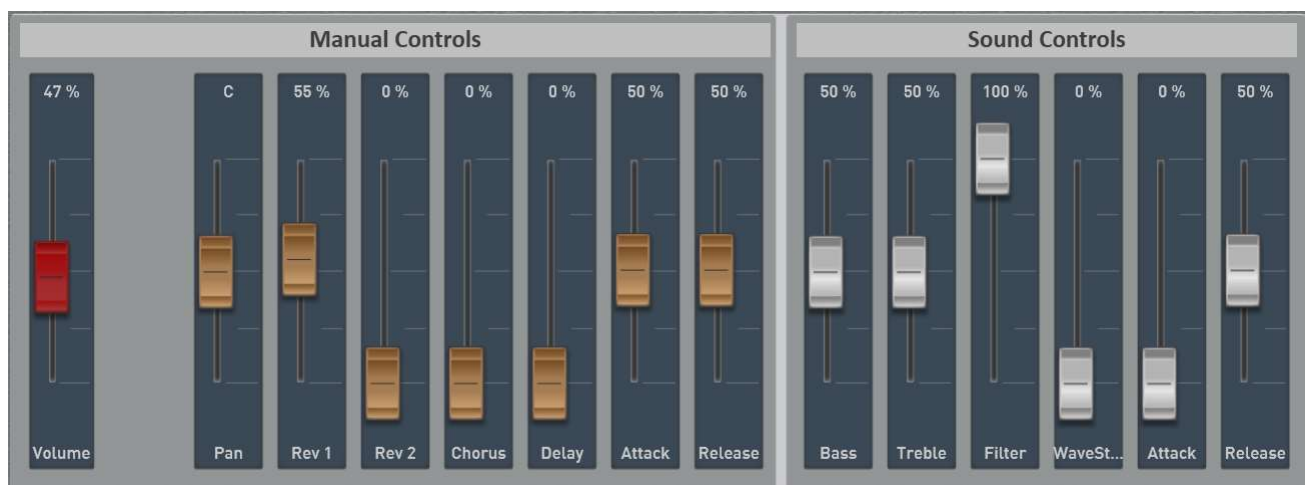 Manual Controls
Sound Controls
47 % C 55 % 0 % 0 % 0 % 50 % 50 %
50 % 50 % 100 % 0 % 0 % 50 %
Volume Pan Rev 1 Rev 2 Chorus Delay Attack Release
Bass Treble Filter WaveSt... Attack Release